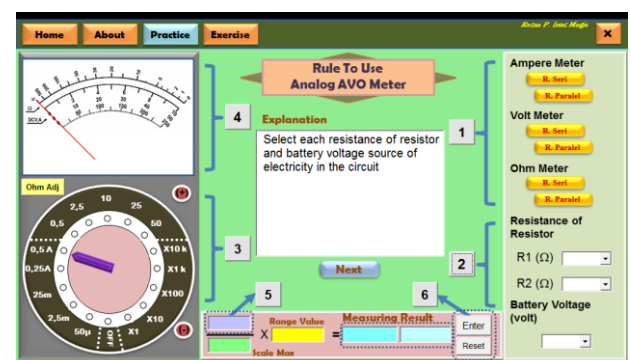 Home About Practice Exercise
×
Rule To Use
Analog AVO Meter
Explanation
Select each resistance of resistor
and battery voltage source of
electricity in the circuit
Next
4
3
1
2
5
6
Ω
DCV,A
Ohm Adj
10
2,5
25
0,5
50
0,5 A
X10 k
0,25A
X1 k
25m
X100
2,5m
X10
50μ
OFF
X1
(+)
(-)
Range Value
Measuring Result
X
=
Scale Max
Enter
Reset
Ampere Meter
R. Seri
R. Paralel
Volt Meter
R. Seri
R. Paralel
Ohm Meter
R. Seri
R. Paralel
Resistance of
Resistor
R1 (Ω)
R2 (Ω)
Battery Voltage
(volt)